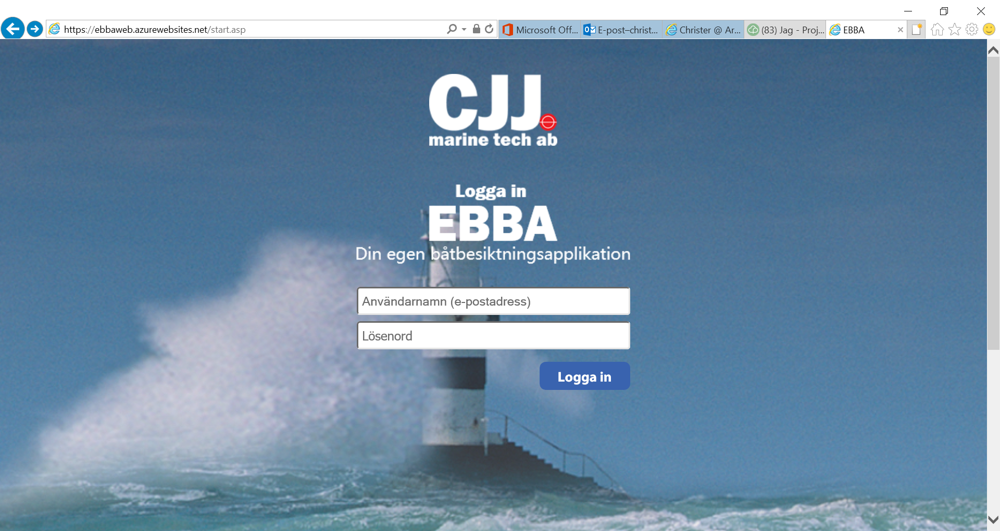 https://ebbaweb.azurewebsites.net/start.asp
Microsoft Off...
E-post–christ...
Christer @ Ar...
(83) Jag - Proj...
EBBA
CJJ.
marine tech ab
Logga in
EBBA
Din egen båtbesiktningsapplikation
Användarnamn (e-postadress)
Lösenord
Logga in